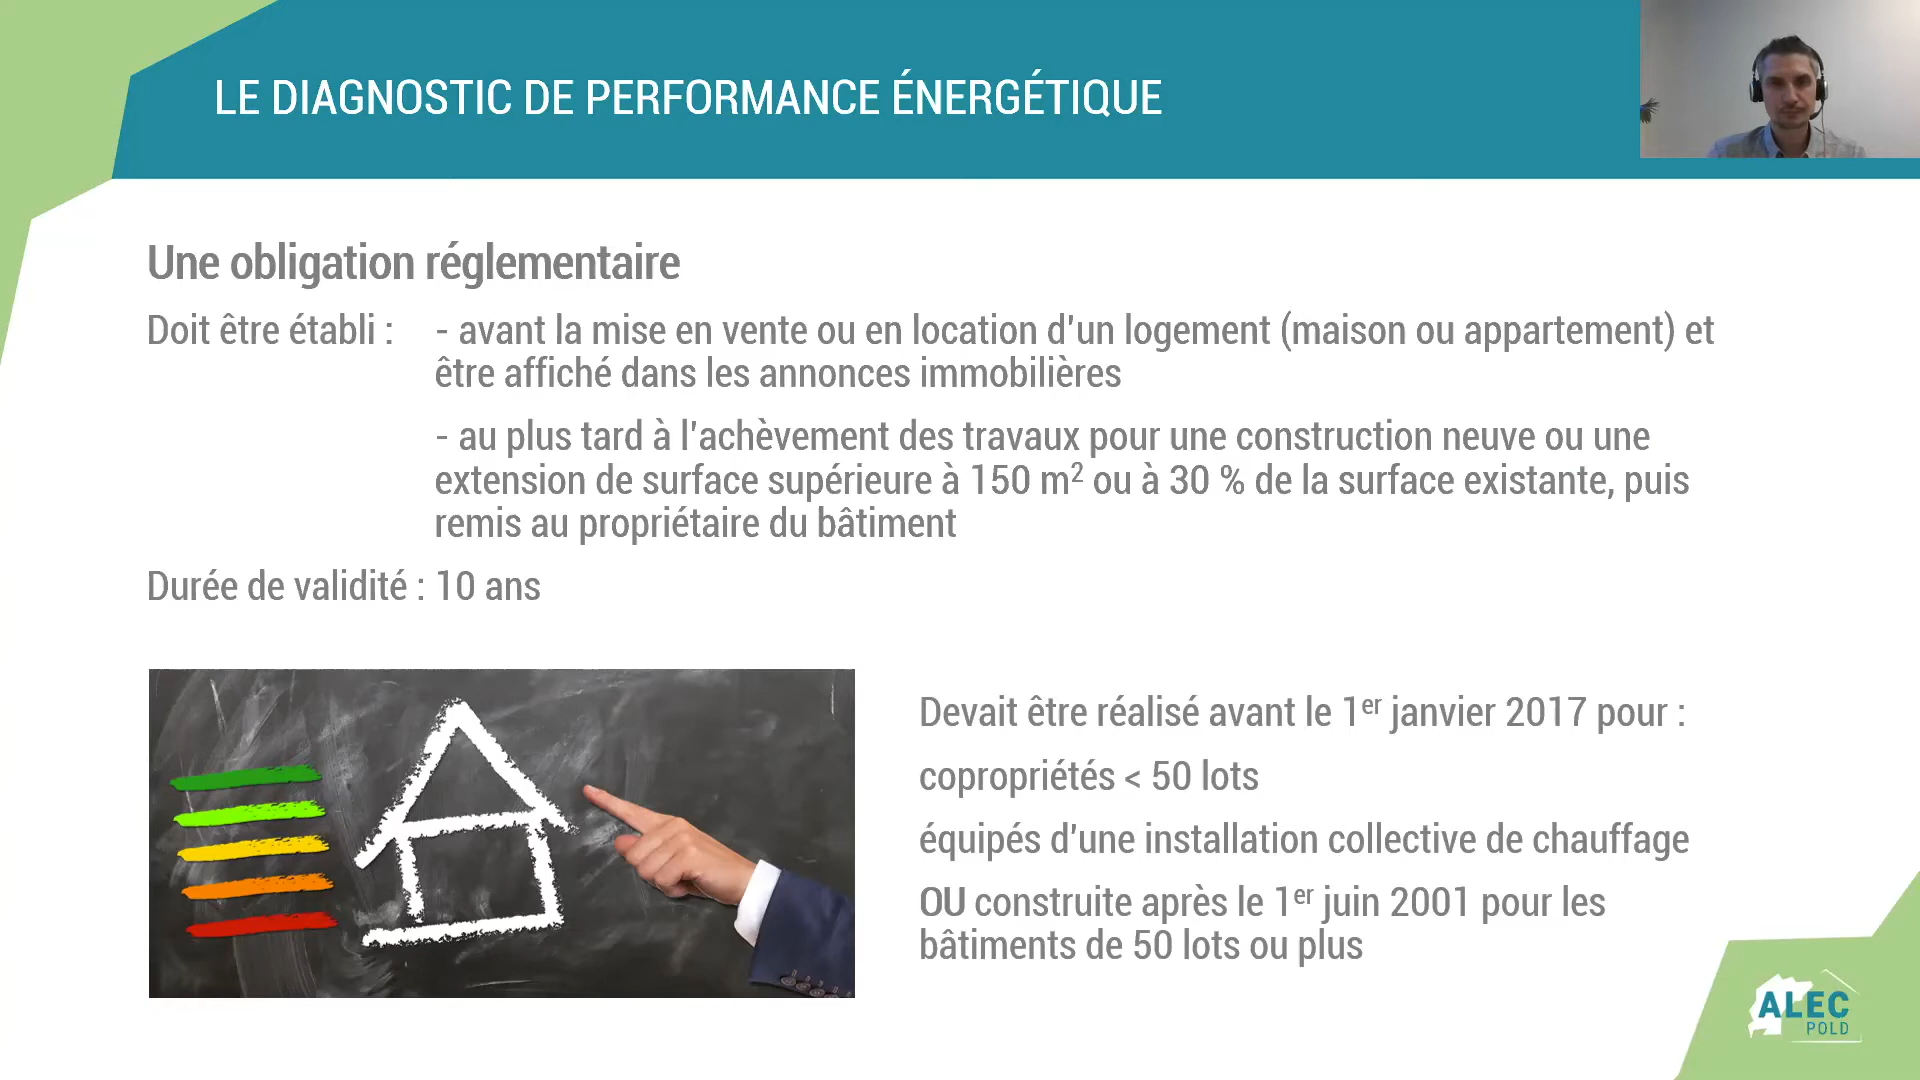 LE DIAGNOSTIC DE PERFORMANCE ÉNERGÉTIQUE
Une obligation réglementaire
Doit être établi : - avant la mise en vente ou en location d'un logement (maison ou appartement) et
être affiché dans les annonces immobilières
- au plus tard à l'achèvement des travaux pour une construction neuve ou une
extension de surface supérieure à 150 m² ou à 30 % de la surface existante, puis
remis au propriétaire du bâtiment
Durée de validité : 10 ans
Devait être réalisé avant le 1er janvier 2017 pour :
copropriétés < 50 lots
équipés d'une installation collective de chauffage
OU construite après le 1er juin 2001 pour les
bâtiments de 50 lots ou plus
ALEC
POLD